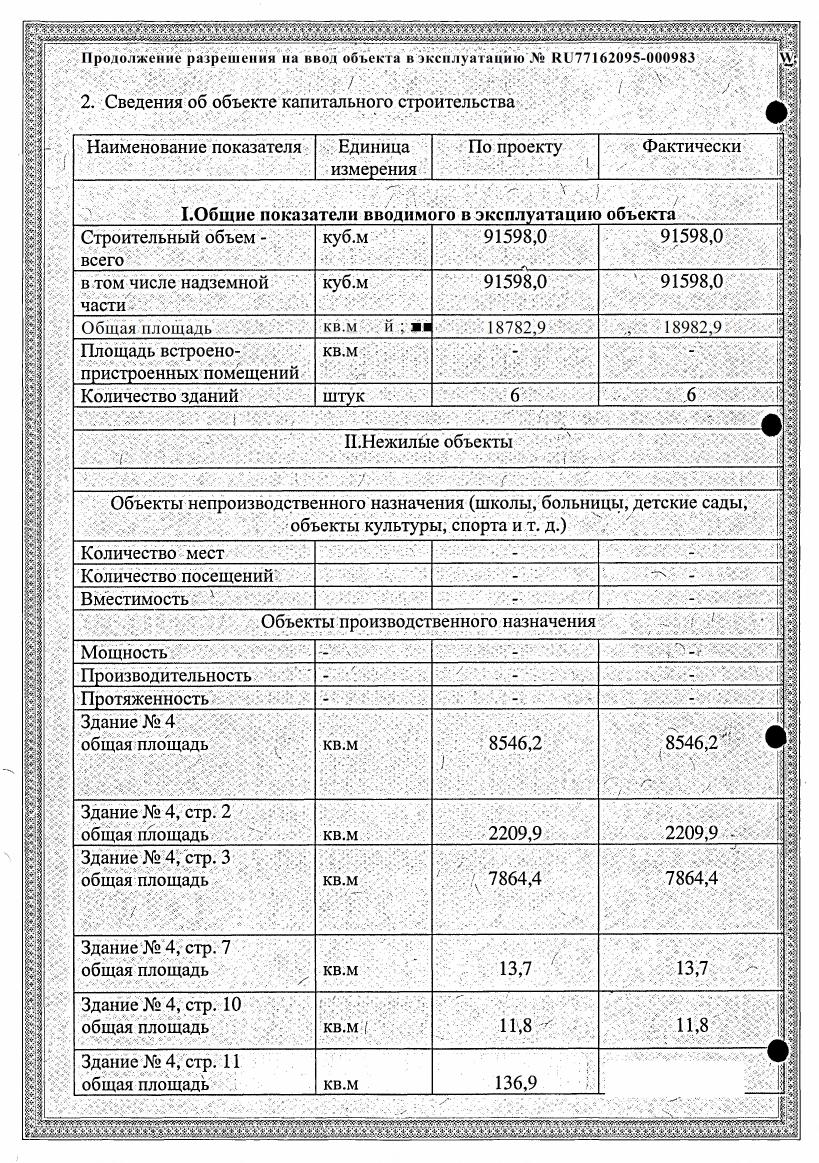 Продолжение разрешения на ввод объекта в эксплуатацию № RU77162095-000983
W:
2. Сведения об объекте капитального строительства
Наименование показателя Единица измерения По проекту Фактически
I.Общие показатели вводимого в эксплуатацию объекта
Строительный объем - всего куб.м 91598,0 91598,0
в том числе надземной части куб.м 91598,0 91598,0
Общая площадь кв.м й ; ■■ 18782,9 18982,9
Площадь встроено-пристроенных помещений кв.м - -
Количество зданий штук 6 6
II.Нежилые объекты
Объекты непроизводственного назначения (школы, больницы, детские сады,
объекты культуры, спорта и т. д.)
Количество мест - -
Количество посещений - -
Вместимость - -
Объекты производственного назначения
Мощность - - -
Производительность - - -
Протяженность - - -
Здание № 4
общая площадь кв.м 8546,2 8546,2
Здание № 4, стр. 2
общая площадь кв.м 2209,9 2209,9
Здание № 4, стр. 3
общая площадь кв.м 7864,4 7864,4
Здание № 4, стр. 7
общая площадь кв.м 13,7 13,7
Здание № 4, стр. 10
общая площадь кв.м 11,8 11,8
Здание № 4, стр. 11
общая площадь кв.м 136,9